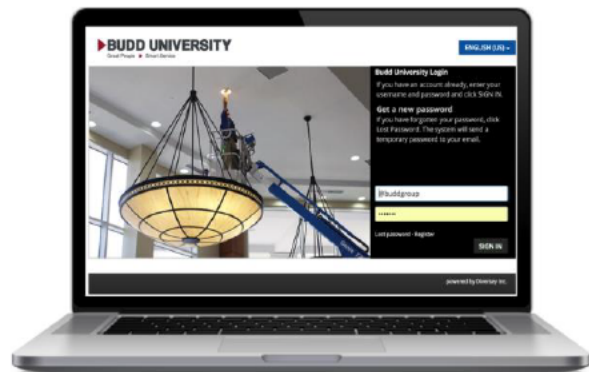 BUDD UNIVERSITY
Great People Smart Service
ENGLISH (US)
Budd University Login
If you have an account already, enter your
username and password and click SIGN IN.
Get a new password
If you have forgotten your password, click
Lost Password. The system will send a
temporary password to your email.
@buddgroup
Lost password - Register
SIGN IN
powered by Diversey Inc.